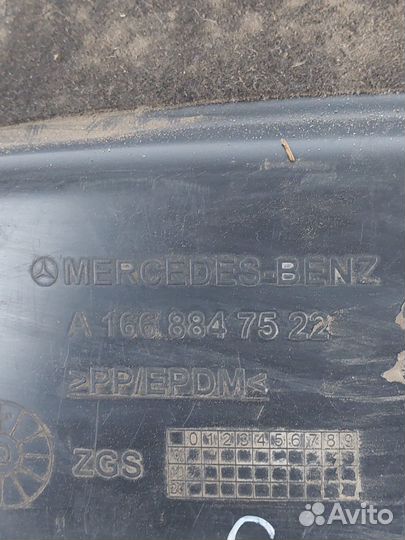 MERCEDES-BENZ
A 166 884 75 22
>PP/EPDM<
ZGS
0 1 2 3 4 5 6 7 8 9
Avito